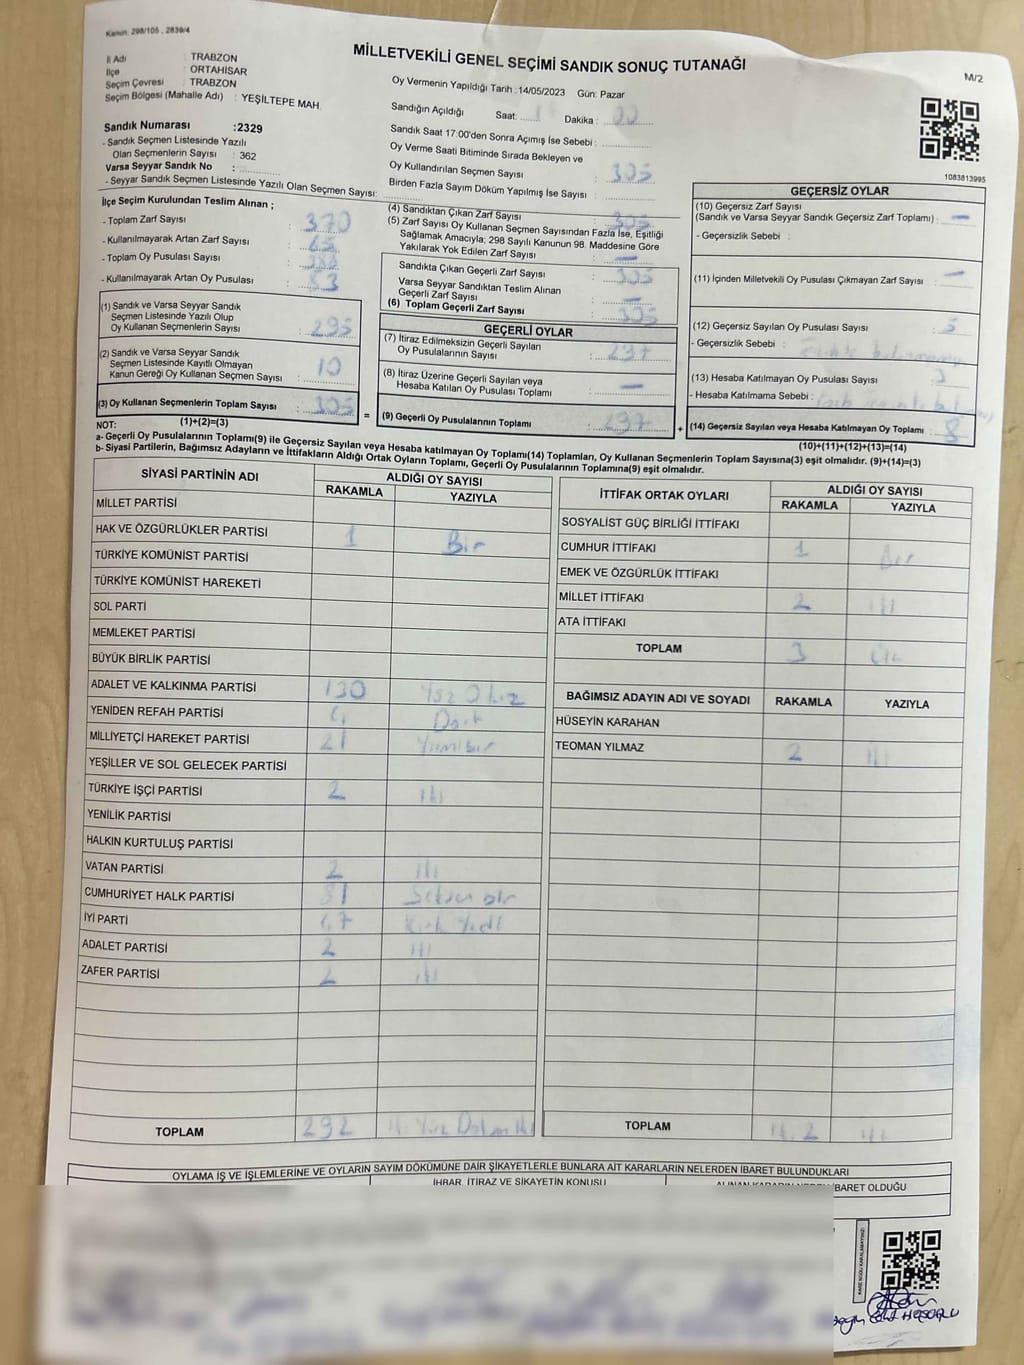 Kanun: 298/105 , 2839/4
MİLLETVEKİLİ GENEL SEÇİMİ SANDIK SONUÇ TUTANAĞI
M/2
İl Adı : TRABZON
İlçe : ORTAHİSAR
Seçim Çevresi : TRABZON
Seçim Bölgesi (Mahalle Adı) : YEŞİLTEPE MAH.
Sandık Numarası :2329
- Sandık Seçmen Listesinde Yazılı
Olan Seçmenlerin Sayısı : 362
Varsa Seyyar Sandık No :
- Seyyar Sandık Seçmen Listesinde Yazılı Olan Seçmen Sayısı:
Oy Vermenin Yapıldığı Tarih :14/05/2023 Gün: Pazar
Sandığın Açıldığı Saat: Dakika :
Sandık Saat 17:00'den Sonra Açımış İse Sebebi :
Oy Verme Saati Bitiminde Sırada Bekleyen ve
Oy Kullandırılan Seçmen Sayısı : 305
Birden Fazla Sayım Döküm Yapılmış İse Sayısı :
1083813995
İlçe Seçim Kurulundan Teslim Alınan ;
- Toplam Zarf Sayısı : 370
- Kullanılmayarak Artan Zarf Sayısı : 65
- Toplam Oy Pusulası Sayısı :
- Kullanılmayarak Artan Oy Pusulası :
(4) Sandıktan Çıkan Zarf Sayısı : 305
(5) Zarf Sayısı Oy Kullanan Seçmen Sayısından Fazla İse, Eşitliği
Sağlamak Amacıyla; 298 Sayılı Kanunun 98. Maddesine Göre
Yakılarak Yok Edilen Zarf Sayısı : —
Sandıkta Çıkan Geçerli Zarf Sayısı : 305
Varsa Seyyar Sandıktan Teslim Alınan
Geçerli Zarf Sayısı : —
(6) Toplam Geçerli Zarf Sayısı : 305
GEÇERSİZ OYLAR
(10) Geçersiz Zarf Sayısı
(Sandık ve Varsa Seyyar Sandık Geçersiz Zarf Toplamı) : —
- Geçersizlik Sebebi :
(11) İçinden Milletvekili Oy Pusulası Çıkmayan Zarf Sayısı : —
(12) Geçersiz Sayılan Oy Pusulası Sayısı : 5
- Geçersizlik Sebebi :
(13) Hesaba Katılmayan Oy Pusulası Sayısı : 3
- Hesaba Katılmama Sebebi :
(14) Geçersiz Sayılan veya Hesaba Katılmayan Oy Toplamı : 8
(10)+(11)+(12)+(13)=(14)
(1) Sandık ve Varsa Seyyar Sandık
Seçmen Listesinde Yazılı Olup
Oy Kullanan Seçmenlerin Sayısı : 295
(2) Sandık ve Varsa Seyyar Sandık
Seçmen Listesinde Kayıtlı Olmayan
Kanun Gereği Oy Kullanan Seçmen Sayısı : 10
(3) Oy Kullanan Seçmenlerin Toplam Sayısı : 305
(1)+(2)=(3)
GEÇERLİ OYLAR
(7) İtiraz Edilmeksizin Geçerli Sayılan
Oy Pusulalarının Sayısı : 297
(8) İtiraz Üzerine Geçerli Sayılan veya
Hesaba Katılan Oy Pusulası Toplamı : —
= (9) Geçerli Oy Pusulalarının Toplamı : 297 +
NOT:
a- Geçerli Oy Pusulalarının Toplamı(9) ile Geçersiz Sayılan veya Hesaba katılmayan Oy Toplamı(14) Toplamları, Oy Kullanan Seçmenlerin Toplam Sayısına(3) eşit olmalıdır. (9)+(14)=(3)
b- Siyasi Partilerin, Bağımsız Adayların ve İttifakların Aldığı Ortak Oyların Toplamı, Geçerli Oy Pusulalarının Toplamına(9) eşit olmalıdır.
SİYASİ PARTİNİN ADI ALDIĞI OY SAYISI
RAKAMLA YAZIYLA
MİLLET PARTİSİ
HAK VE ÖZGÜRLÜKLER PARTİSİ 1 Bir
TÜRKİYE KOMÜNİST PARTİSİ
TÜRKİYE KOMÜNİST HAREKETİ
SOL PARTİ
MEMLEKET PARTİSİ
BÜYÜK BİRLİK PARTİSİ
ADALET VE KALKINMA PARTİSİ 130 Yüz Otuz
YENİDEN REFAH PARTİSİ 4 Dört
MİLLİYETÇİ HAREKET PARTİSİ 21 Yirmibir
YEŞİLLER VE SOL GELECEK PARTİSİ
TÜRKİYE İŞÇİ PARTİSİ 2 İki
YENİLİK PARTİSİ
HALKIN KURTULUŞ PARTİSİ
VATAN PARTİSİ 2 İki
CUMHURİYET HALK PARTİSİ 81 Seksen bir
İYİ PARTİ 47 Kırk Yedi
ADALET PARTİSİ 2 İki
ZAFER PARTİSİ 2 İki
TOPLAM 292 İki Yüz Doksan İki
İTTİFAK ORTAK OYLARI ALDIĞI OY SAYISI
RAKAMLA YAZIYLA
SOSYALİST GÜÇ BİRLİĞİ İTTİFAKI
CUMHUR İTTİFAKI 1 Bir
EMEK VE ÖZGÜRLÜK İTTİFAKI
MİLLET İTTİFAKI 2 İki
ATA İTTİFAKI
TOPLAM 3 Üç
BAĞIMSIZ ADAYIN ADI VE SOYADI RAKAMLA YAZIYLA
HÜSEYİN KARAHAN
TEOMAN YILMAZ 2 İki
TOPLAM 2 İki
OYLAMA İŞ VE İŞLEMLERİNE VE OYLARIN SAYIM DÖKÜMÜNE DAİR ŞİKAYETLERLE BUNLARA AİT KARARLARIN NELERDEN İBARET BULUNDUKLARI
İHBAR, İTİRAZ VE ŞİKAYETİN KONUSU ALINAN KARARIN NEDEN İBARET OLDUĞU